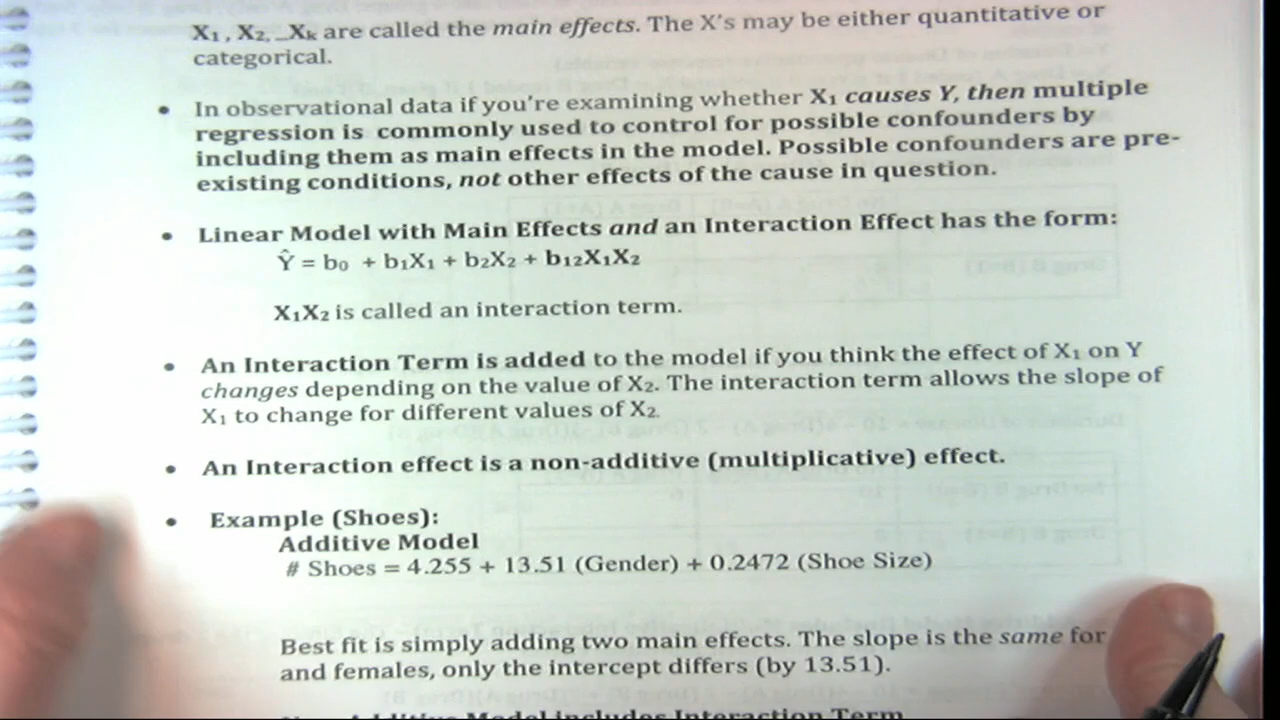 X₁ , X₂, _Xₖ are called the main effects. The X's may be either quantitative or
categorical.
• In observational data if you're examining whether X₁ causes Y, then multiple
regression is commonly used to control for possible confounders by
including them as main effects in the model. Possible confounders are pre-
existing conditions, not other effects of the cause in question.
• Linear Model with Main Effects and an Interaction Effect has the form:
Ŷ = b₀ + b₁X₁ + b₂X₂ + b₁₂X₁X₂
X₁X₂ is called an interaction term.
• An Interaction Term is added to the model if you think the effect of X₁ on Y
changes depending on the value of X₂. The interaction term allows the slope of
X₁ to change for different values of X₂.
• An Interaction effect is a non-additive (multiplicative) effect.
• Example (Shoes):
Additive Model
# Shoes = 4.255 + 13.51 (Gender) + 0.2472 (Shoe Size)
Best fit is simply adding two main effects. The slope is the same for
and females, only the intercept differs (by 13.51).
Model includes Interaction Term